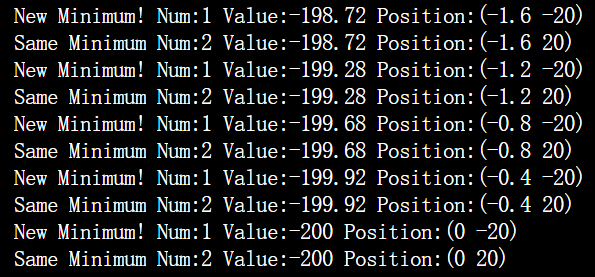 New Minimum! Num:1 Value:-198.72 Position:(-1.6 -20)
Same Minimum Num:2 Value:-198.72 Position:(-1.6 20)
New Minimum! Num:1 Value:-199.28 Position:(-1.2 -20)
Same Minimum Num:2 Value:-199.28 Position:(-1.2 20)
New Minimum! Num:1 Value:-199.68 Position:(-0.8 -20)
Same Minimum Num:2 Value:-199.68 Position:(-0.8 20)
New Minimum! Num:1 Value:-199.92 Position:(-0.4 -20)
Same Minimum Num:2 Value:-199.92 Position:(-0.4 20)
New Minimum! Num:1 Value:-200 Position:(0 -20)
Same Minimum Num:2 Value:-200 Position:(0 20)